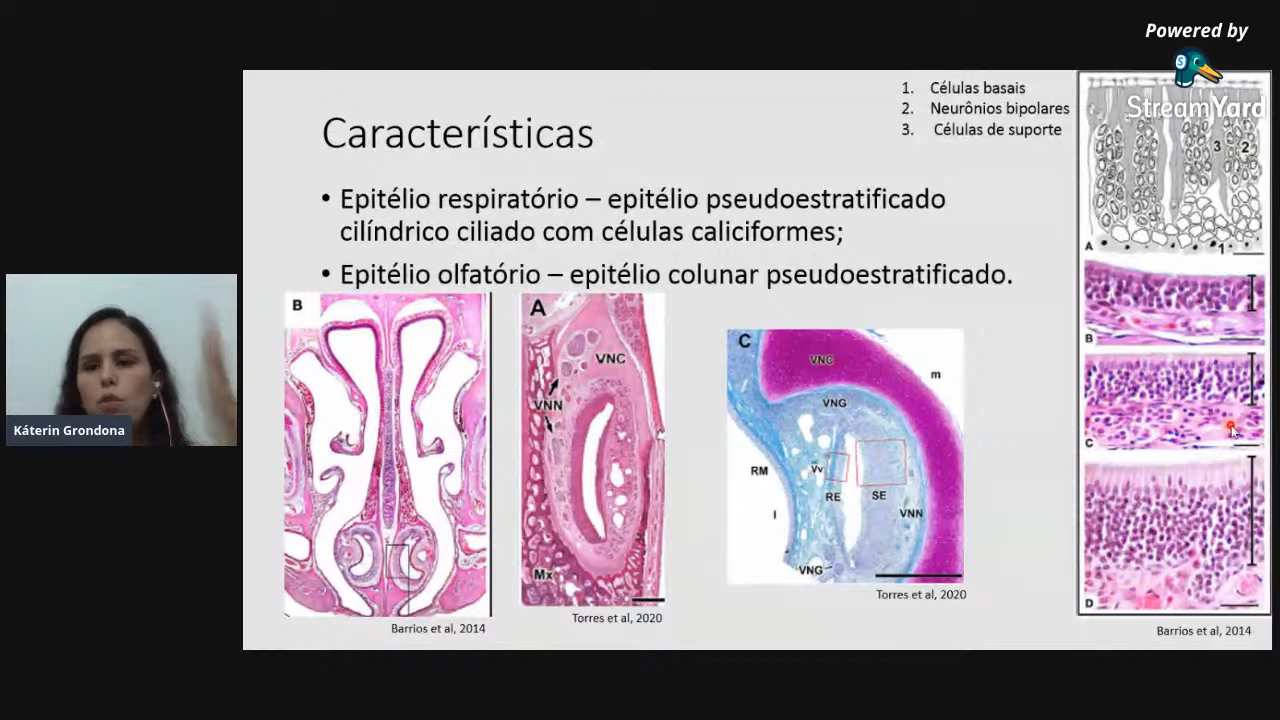 Powered by
StreamYard
1. Células basais
2. Neurônios bipolares
3. Células de suporte
Características
• Epitélio respiratório – epitélio pseudoestratificado
cilíndrico ciliado com células caliciformes;
• Epitélio olfatório – epitélio colunar pseudoestratificado.
B
Barrios et al, 2014
A
VNC
VNN
Mx
Torres et al, 2020
C
VNC
m
VNG
RM
Vv
RE
SE
I
VNN
VNG
Torres et al, 2020
3
2
1
A
B
C
D
Barrios et al, 2014
Káterin Grondona